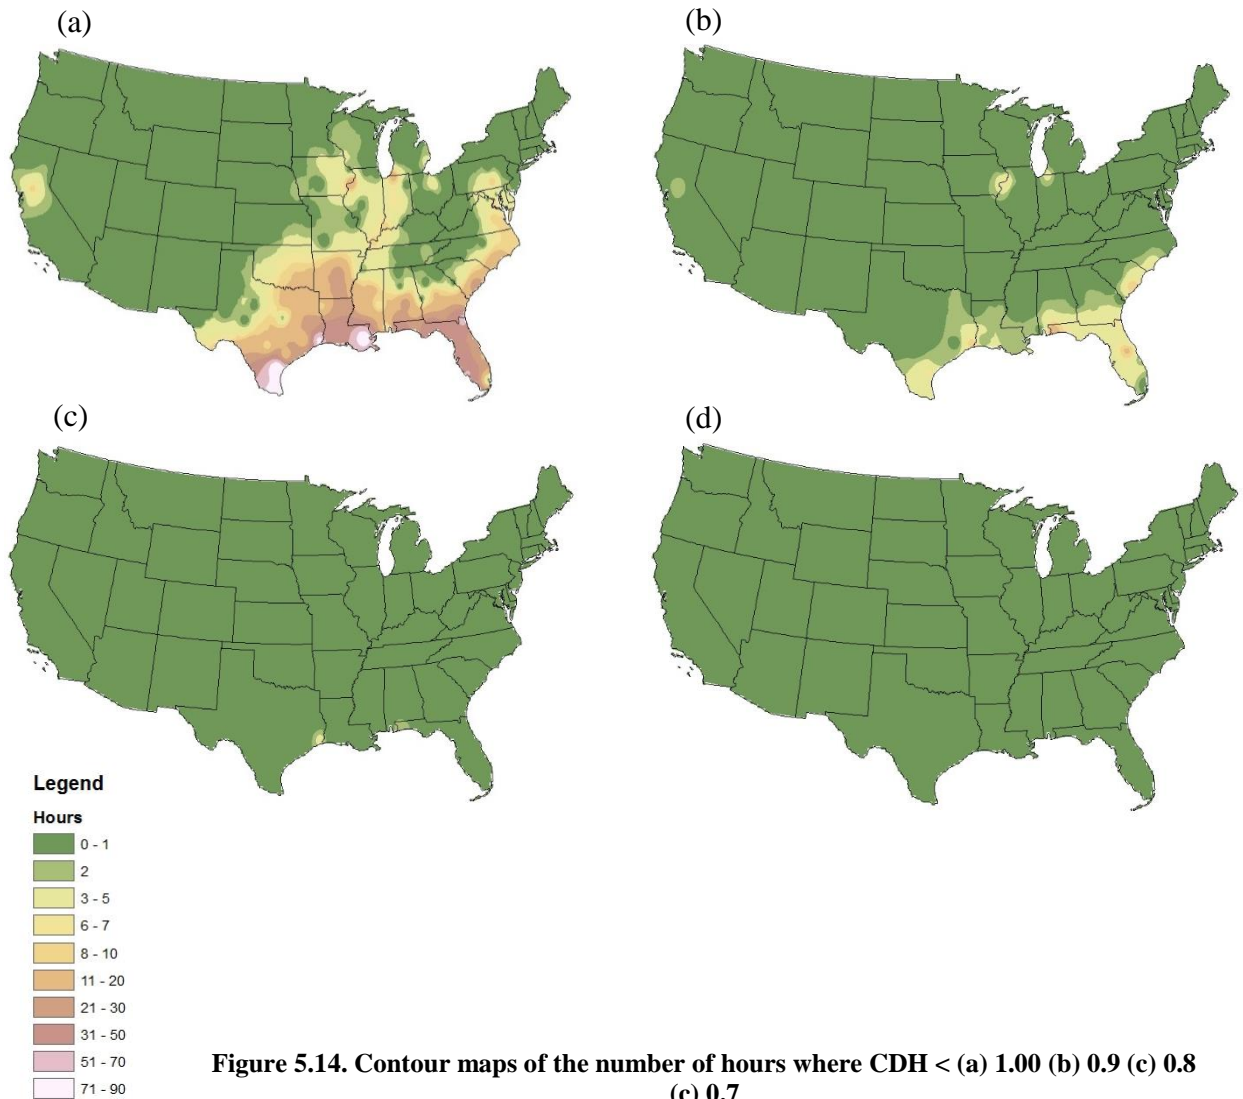 (a)
(b)
(c)
(d)
Legend
Hours
0 - 1
2
3 - 5
6 - 7
8 - 10
11 - 20
21 - 30
31 - 50
51 - 70
71 - 90
Figure 5.14. Contour maps of the number of hours where CDH < (a) 1.00 (b) 0.9 (c) 0.8
(c) 0.7